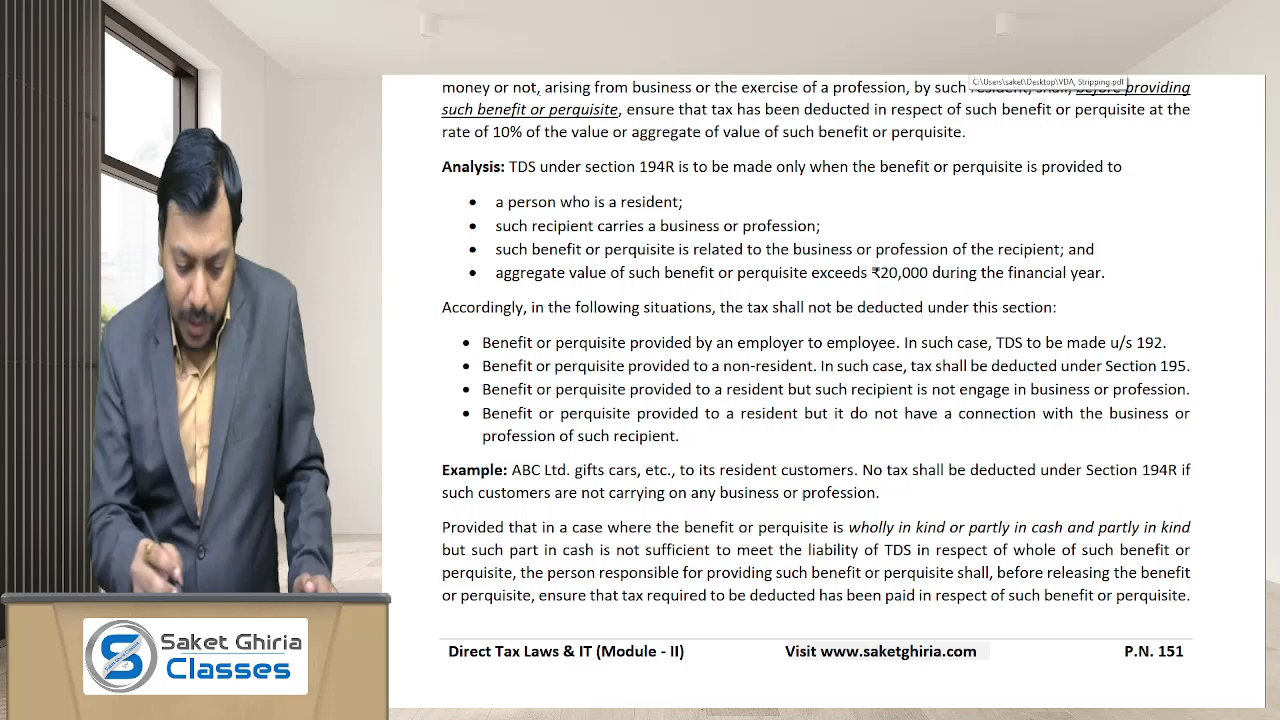 C:\Users\saket\Desktop\VDA, Stripping.pdf
money or not, arising from business or the exercise of a profession, by such resident, shall, before providing
such benefit or perquisite, ensure that tax has been deducted in respect of such benefit or perquisite at the
rate of 10% of the value or aggregate of value of such benefit or perquisite.
Analysis: TDS under section 194R is to be made only when the benefit or perquisite is provided to
• a person who is a resident;
• such recipient carries a business or profession;
• such benefit or perquisite is related to the business or profession of the recipient; and
• aggregate value of such benefit or perquisite exceeds ₹20,000 during the financial year.
Accordingly, in the following situations, the tax shall not be deducted under this section:
• Benefit or perquisite provided by an employer to employee. In such case, TDS to be made u/s 192.
• Benefit or perquisite provided to a non-resident. In such case, tax shall be deducted under Section 195.
• Benefit or perquisite provided to a resident but such recipient is not engage in business or profession.
• Benefit or perquisite provided to a resident but it do not have a connection with the business or
profession of such recipient.
Example: ABC Ltd. gifts cars, etc., to its resident customers. No tax shall be deducted under Section 194R if
such customers are not carrying on any business or profession.
Provided that in a case where the benefit or perquisite is wholly in kind or partly in cash and partly in kind
but such part in cash is not sufficient to meet the liability of TDS in respect of whole of such benefit or
perquisite, the person responsible for providing such benefit or perquisite shall, before releasing the benefit
or perquisite, ensure that tax required to be deducted has been paid in respect of such benefit or perquisite.
Direct Tax Laws & IT (Module - II) Visit www.saketghiria.com P.N. 151
Saket Ghiria
Classes